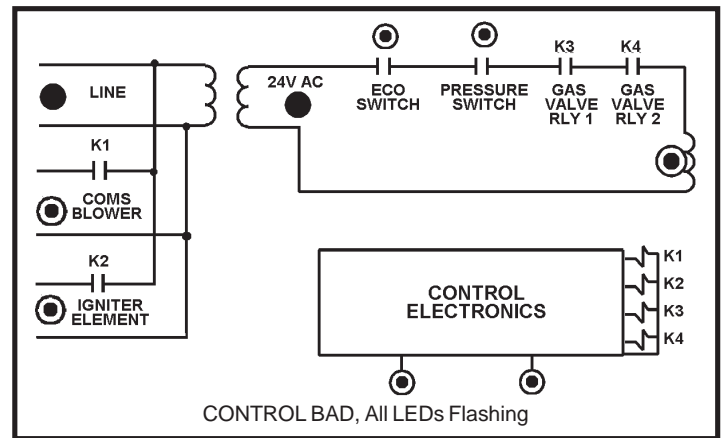 LINE
24V AC
ECO
SWITCH
PRESSURE
SWITCH
K3
GAS
VALVE
RLY 1
K4
GAS
VALVE
RLY 2
K1
COMS
BLOWER
K2
IGNITER
ELEMENT
CONTROL
ELECTRONICS
K1
K2
K3
K4
CONTROL BAD, All LEDs Flashing